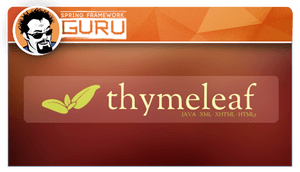 SPRING FRAMEWORK
GURU
thymeleaf
JAVA XML XHTML HTML5